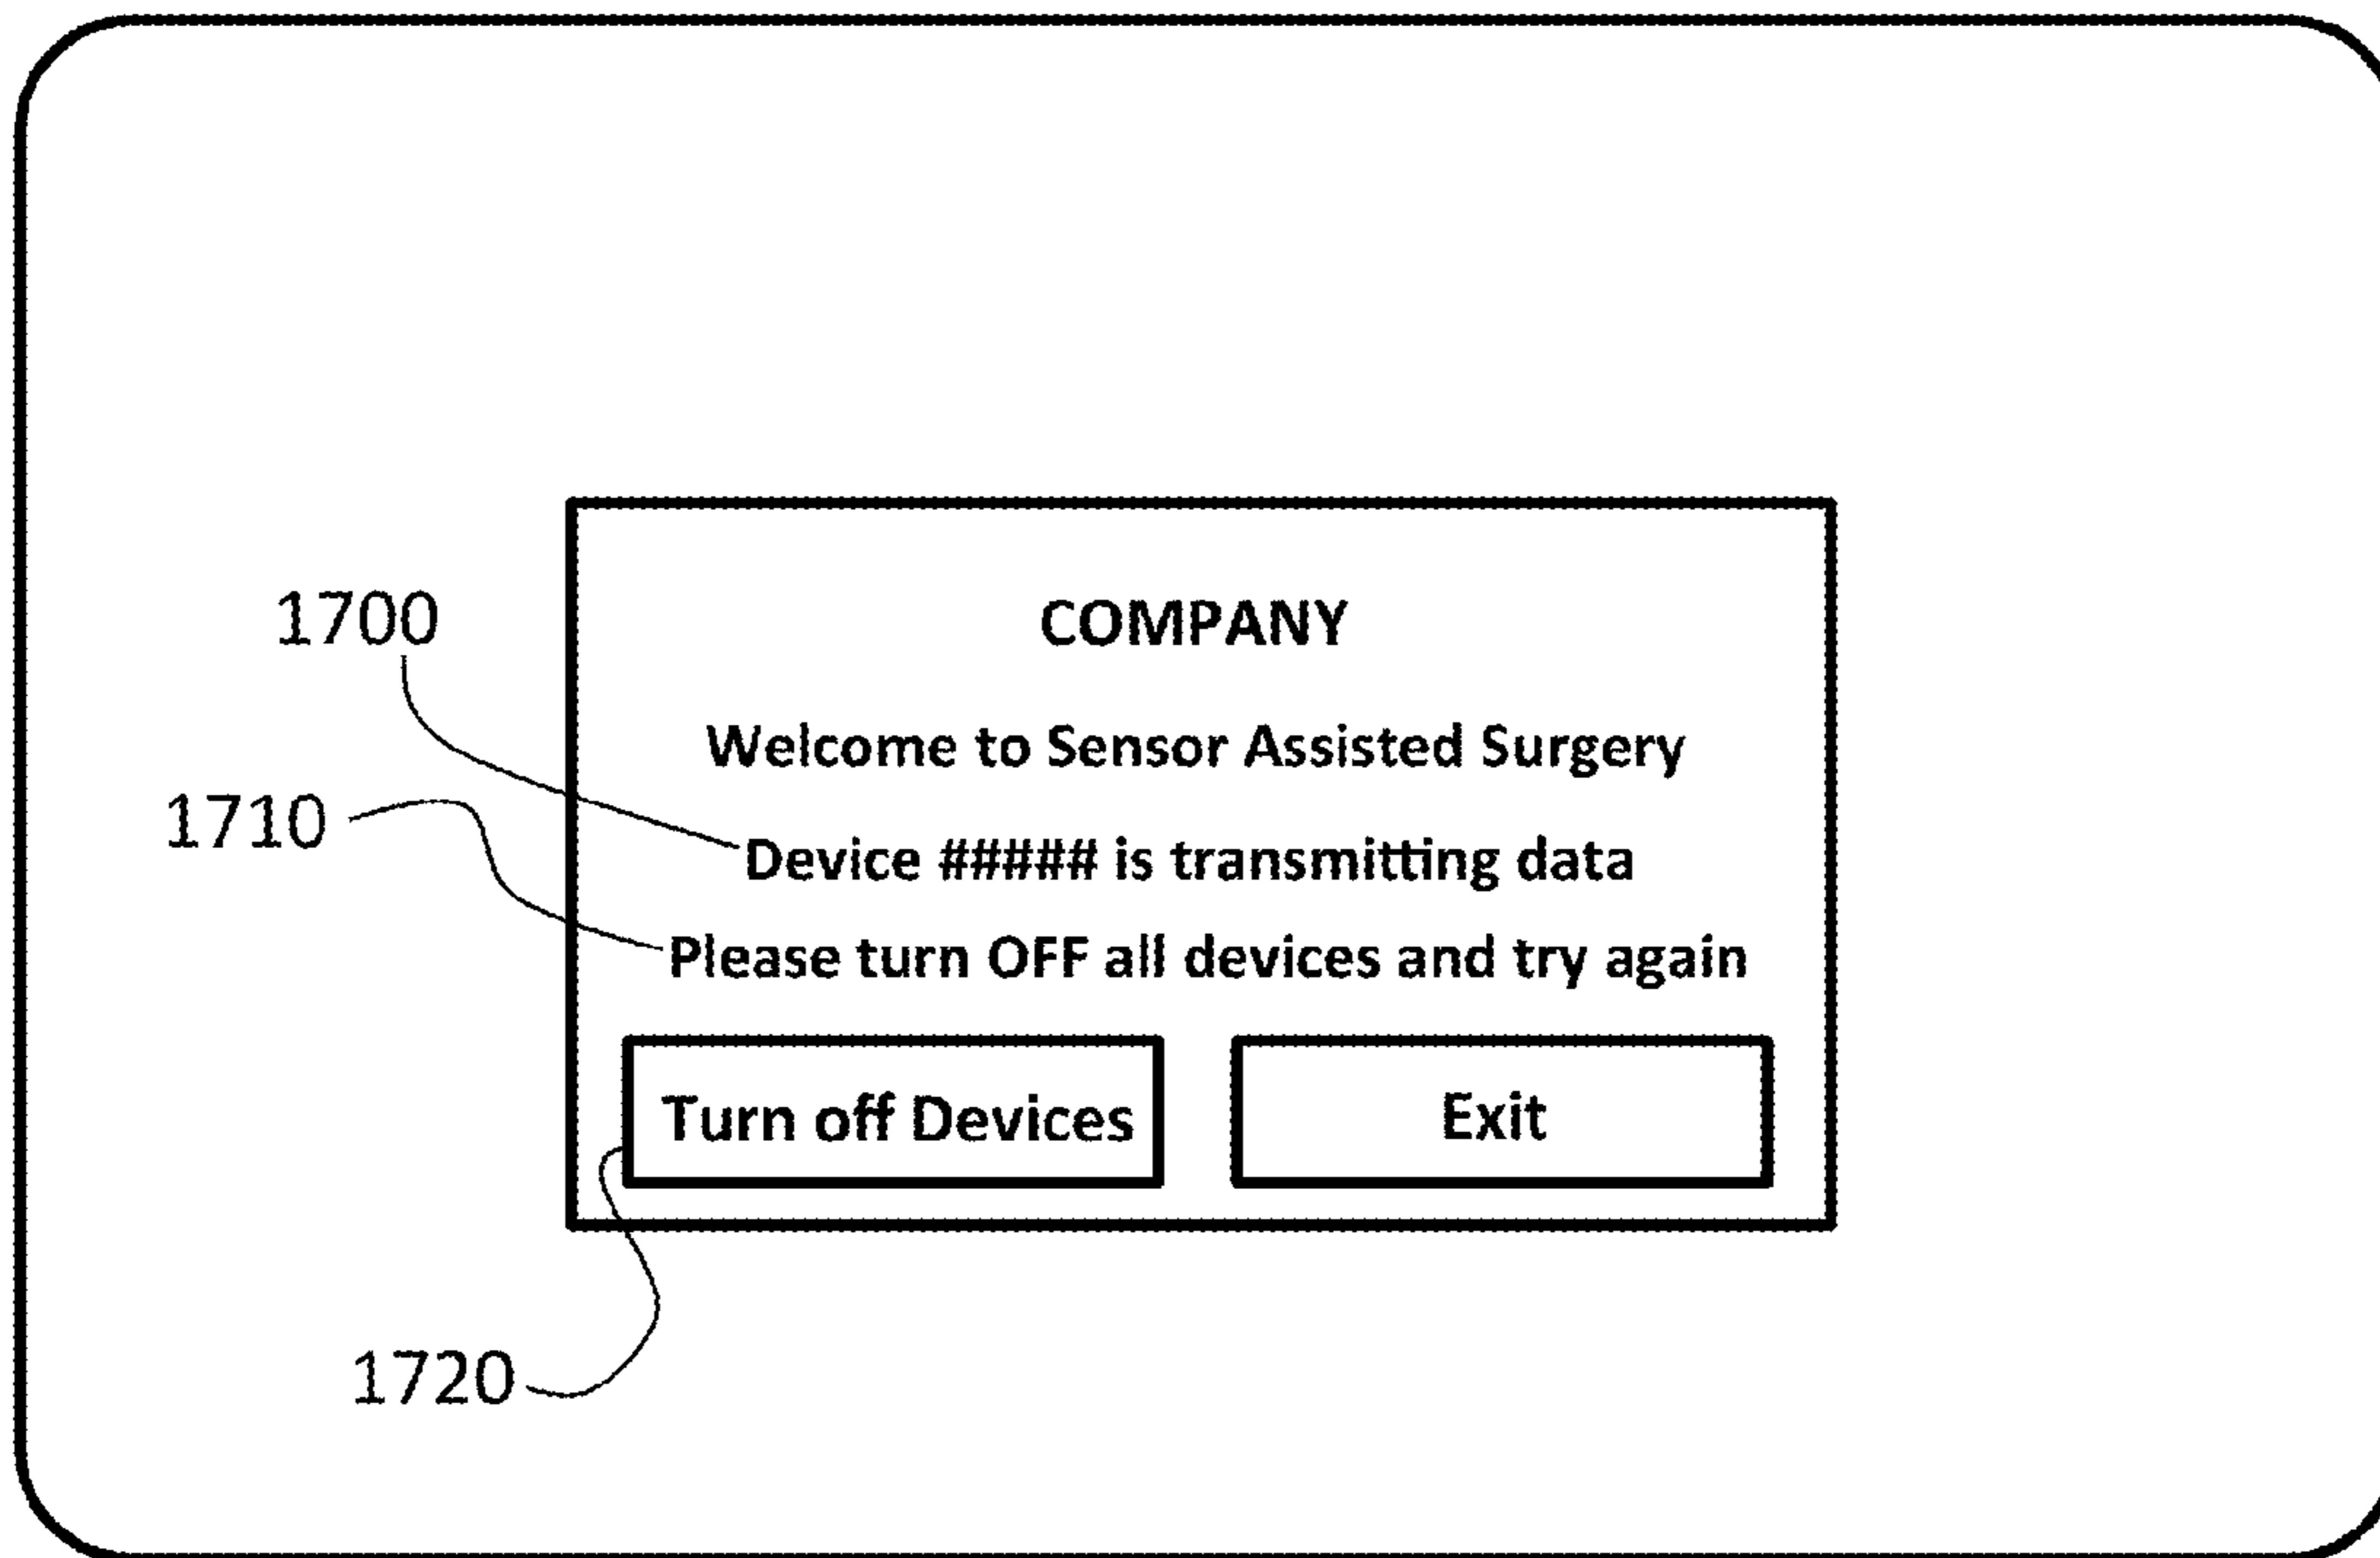 COMPANY
1700
Welcome to Sensor Assisted Surgery
1710
Device ##### is transmitting data
Please turn OFF all devices and try again
Turn off Devices
Exit
1720